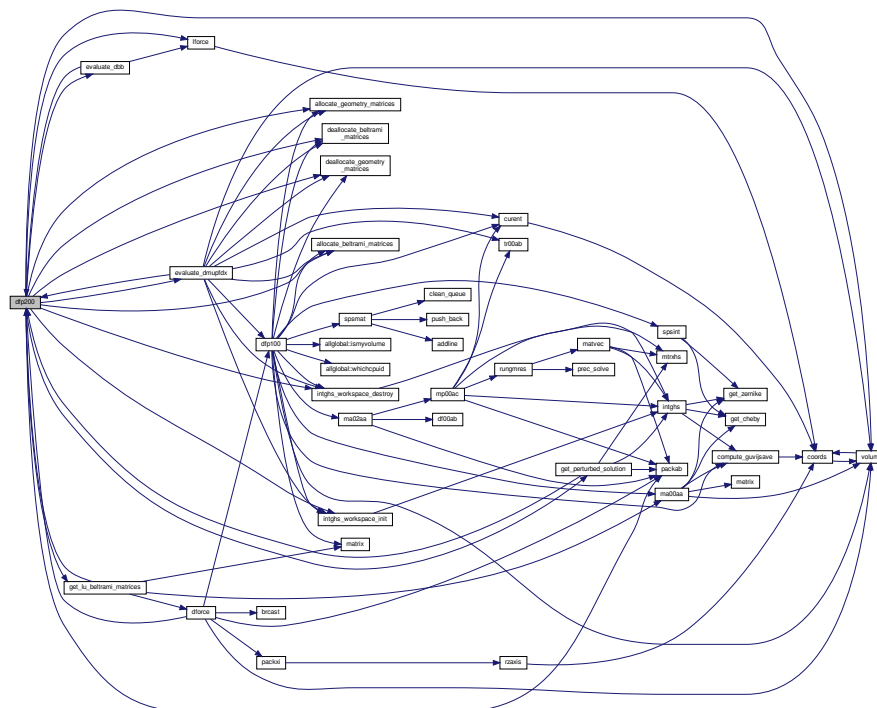 lforce
evaluate_dbb
allocate_geometry_matrices
deallocate_beltrami
_matrices
deallocate_geometry
_matrices
curent
allocate_beltrami_matrices
tr00ab
evaluate_dmupfdx
clean_queue
dfp200
spsmat
push_back
spsint
dfp100
allglobal::ismyvolume
addline
matvec
mtrxhs
allglobal::whichcpuid
rungmres
prec_solve
intghs_workspace_destroy
mp00ac
get_zernike
intghs
ma02aa
df00ab
get_cheby
compute_guvijsave
coords
volume
get_perturbed_solution
packab
metrix
ma00aa
intghs_workspace_init
matrix
get_lu_beltrami_matrices
dforce
brcast
packxi
rzaxis